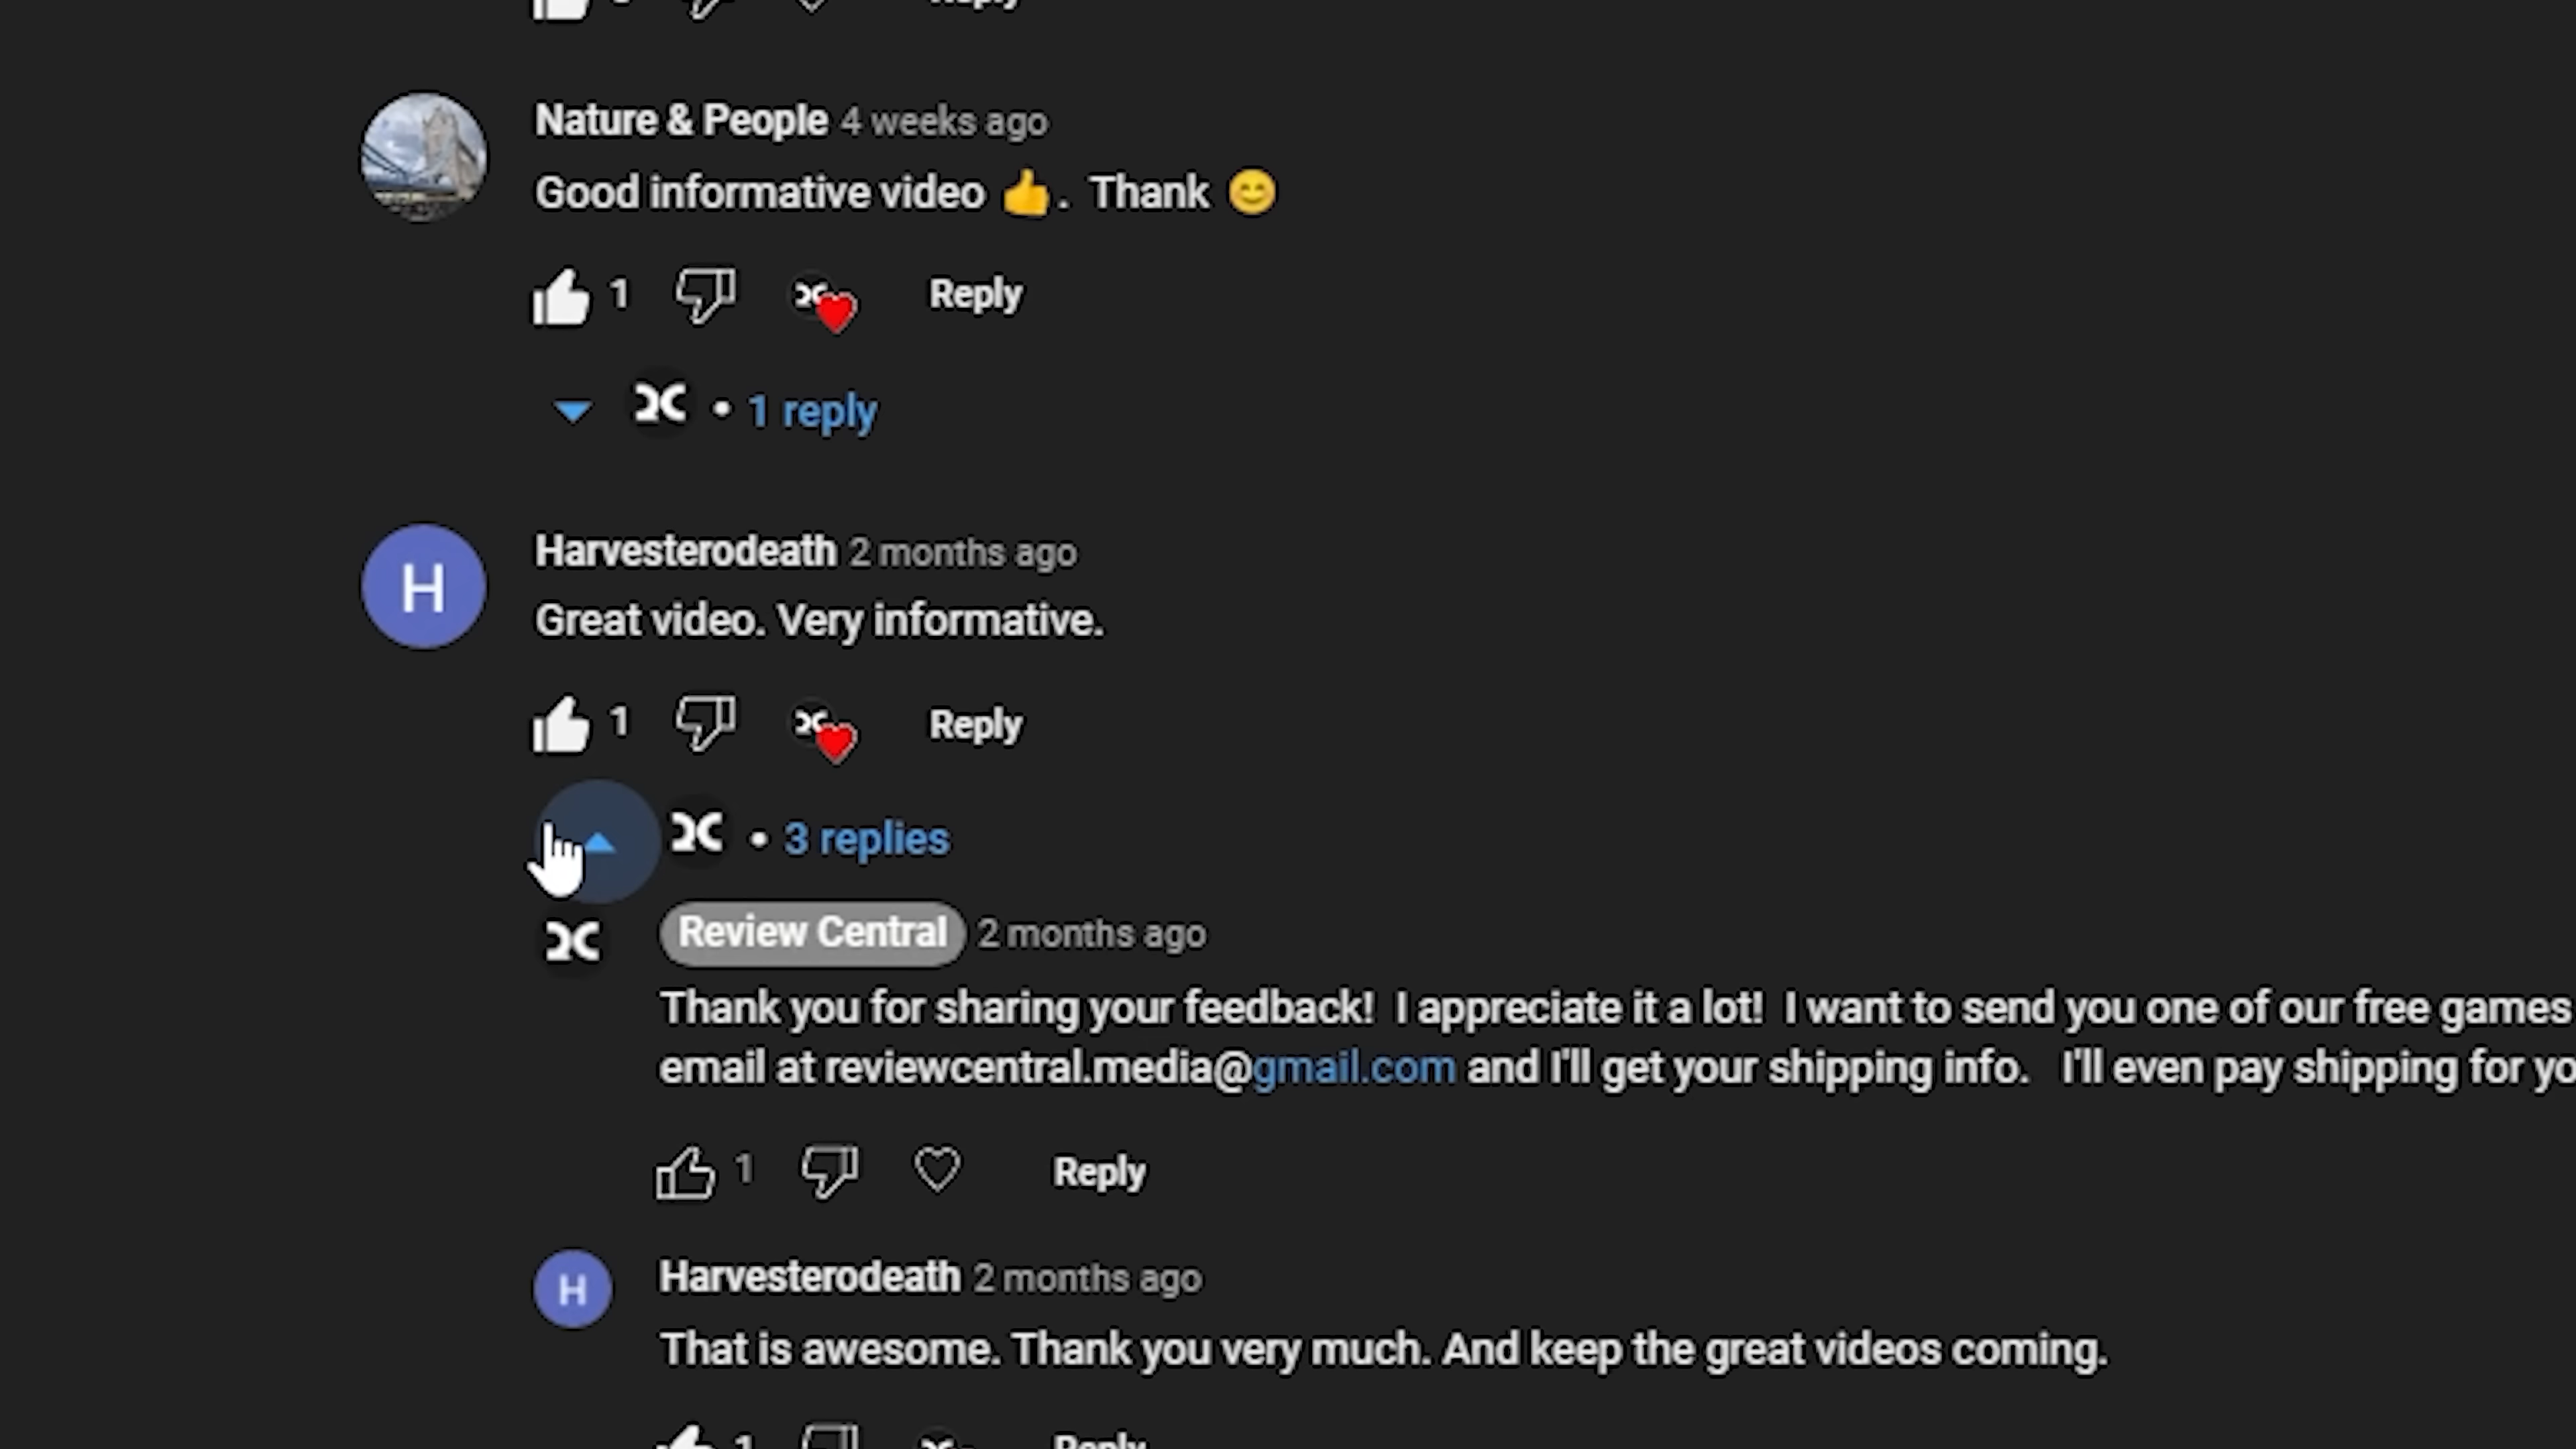 Reply
Nature & People 4 weeks ago
Good informative video 👍. Thank 😊
1 Reply
1 reply
H
Harvesterodeath 2 months ago
Great video. Very informative.
1 Reply
3 replies
Review Central 2 months ago
Thank you for sharing your feedback! I appreciate it a lot! I want to send you one of our free games
email at reviewcentral.media@gmail.com and I'll get your shipping info. I'll even pay shipping for
1 Reply
H Harvesterodeath 2 months ago
That is awesome. Thank you very much. And keep the great videos coming.
1 Reply